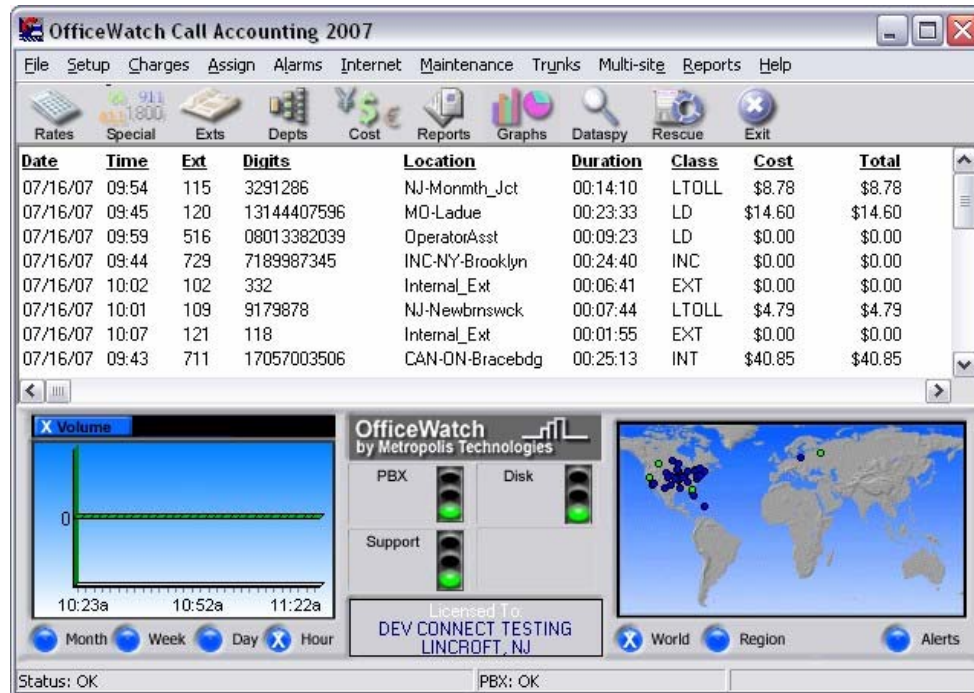 OfficeWatch Call Accounting 2007
File Setup Charges Assign Alarms Internet Maintenance Trunks Multi-site Reports Help
911
011 1800
Rates Special Exts Depts Cost Reports Graphs Dataspy Rescue Exit
Date Time Ext Digits Location Duration Class Cost Total
07/16/07 09:54 115 3291286 NJ-Monmth_Jct 00:14:10 LTOLL $8.78 $8.78
07/16/07 09:45 120 13144407596 MO-Ladue 00:23:33 LD $14.60 $14.60
07/16/07 09:59 516 08013382039 OperatorAsst 00:09:23 LD $0.00 $0.00
07/16/07 09:44 729 7189987345 INC-NY-Brooklyn 00:24:40 INC $0.00 $0.00
07/16/07 10:02 102 332 Internal_Ext 00:06:41 EXT $0.00 $0.00
07/16/07 10:01 109 9179878 NJ-Newbrnswck 00:07:44 LTOLL $4.79 $4.79
07/16/07 10:07 121 118 Internal_Ext 00:01:55 EXT $0.00 $0.00
07/16/07 09:43 711 17057003506 CAN-ON-Bracebdg 00:25:13 INT $40.85 $40.85
X Volume
0
10:23a 10:52a 11:22a
Month Week Day X Hour
OfficeWatch
by Metropolis Technologies
PBX Disk
Support
Licensed To:
DEV CONNECT TESTING
LINCROFT, NJ
X World Region Alerts
Status: OK PBX: OK